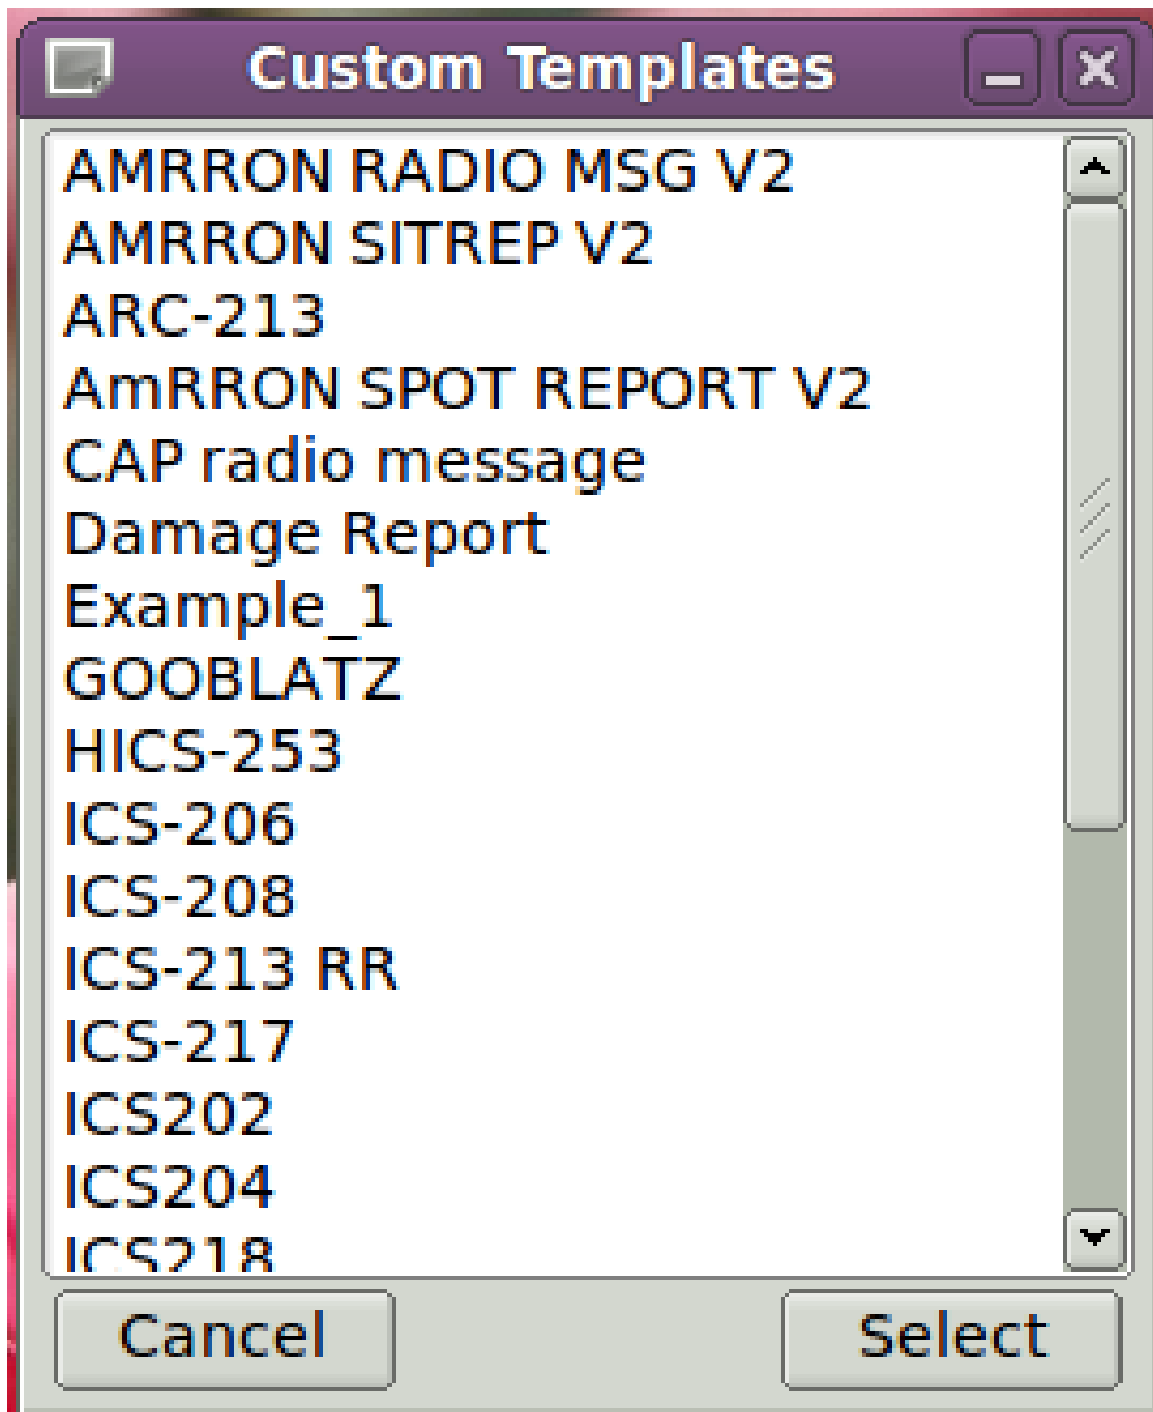 Custom Templates
AMRRON RADIO MSG V2
AMRRON SITREP V2
ARC-213
AmRRON SPOT REPORT V2
CAP radio message
Damage Report
Example_1
GOOBLATZ
HICS-253
ICS-206
ICS-208
ICS-213 RR
ICS-217
ICS202
ICS204
ICS218
Cancel
Select